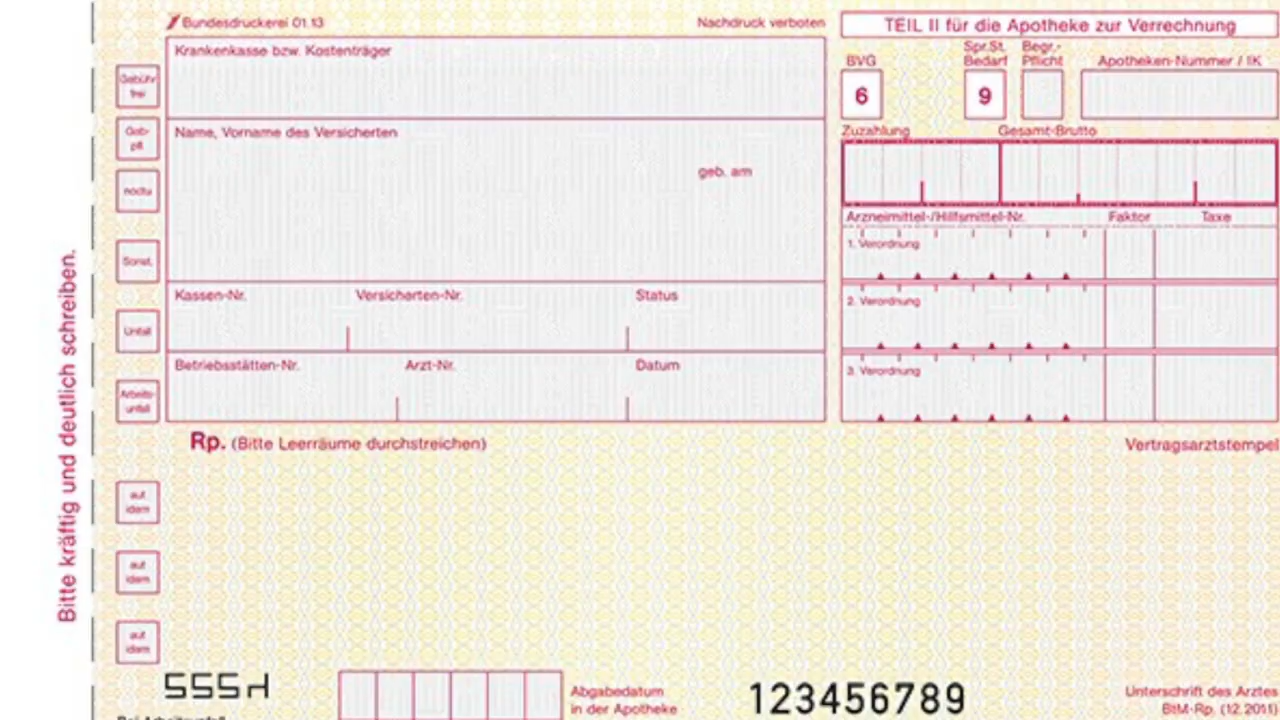 Bundesdruckerei 01.13
Nachdruck verboten
TEIL II für die Apotheke zur Verrechnung
Krankenkasse bzw. Kostenträger
BVG
Spr.St. Bedarf
Begr.-Pflicht
Apotheken-Nummer / IK
Gebühr frei
6
9
Name, Vorname des Versicherten
Zuzahlung
Gesamt-Brutto
Geb.-pfl.
geb. am
noctu
Arzneimittel-/Hilfsmittel-Nr.
Faktor
Taxe
1. Verordnung
Sonst.
Kassen-Nr.
Versicherten-Nr.
Status
2. Verordnung
Unfall
Betriebsstätten-Nr.
Arzt-Nr.
Datum
3. Verordnung
Arbeits-unfall
Bitte kräftig und deutlich schreiben.
Rp. (Bitte Leerräume durchstreichen)
Vertragsarztstempel
aut
idem
aut
idem
aut
idem
Abgabedatum
in der Apotheke
123456789
Unterschrift des Arztes
BtM-Rp. (12.2011)